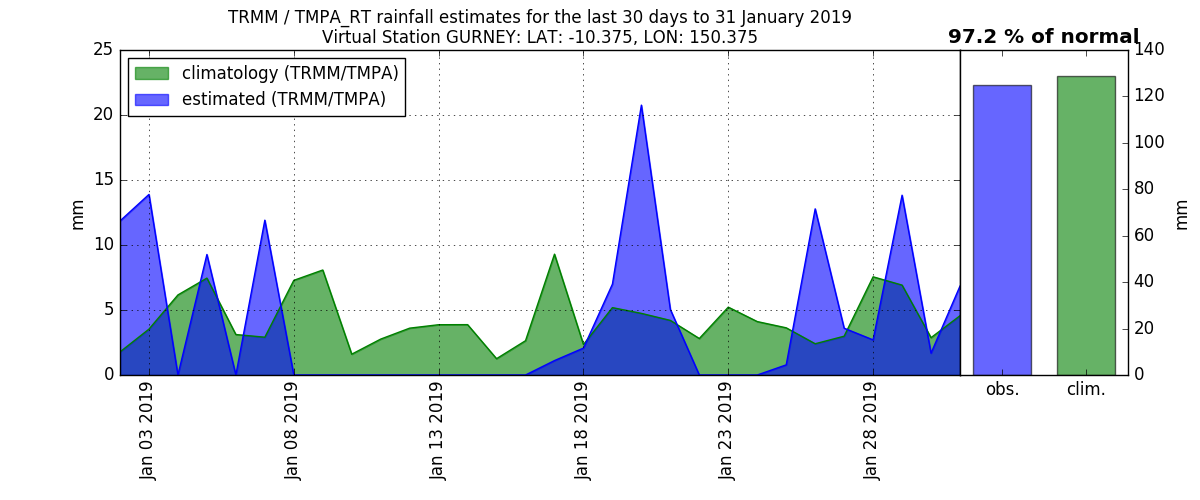 TRMM / TMPA_RT rainfall estimates for the last 30 days to 31 January 2019
Virtual Station GURNEY: LAT: -10.375, LON: 150.375
97.2 % of normal
climatology (TRMM/TMPA)
estimated (TRMM/TMPA)
mm
25
20
15
10
5
0
Jan 03 2019
Jan 08 2019
Jan 13 2019
Jan 18 2019
Jan 23 2019
Jan 28 2019
obs.
clim.
140
120
100
80
60
40
20
0
mm